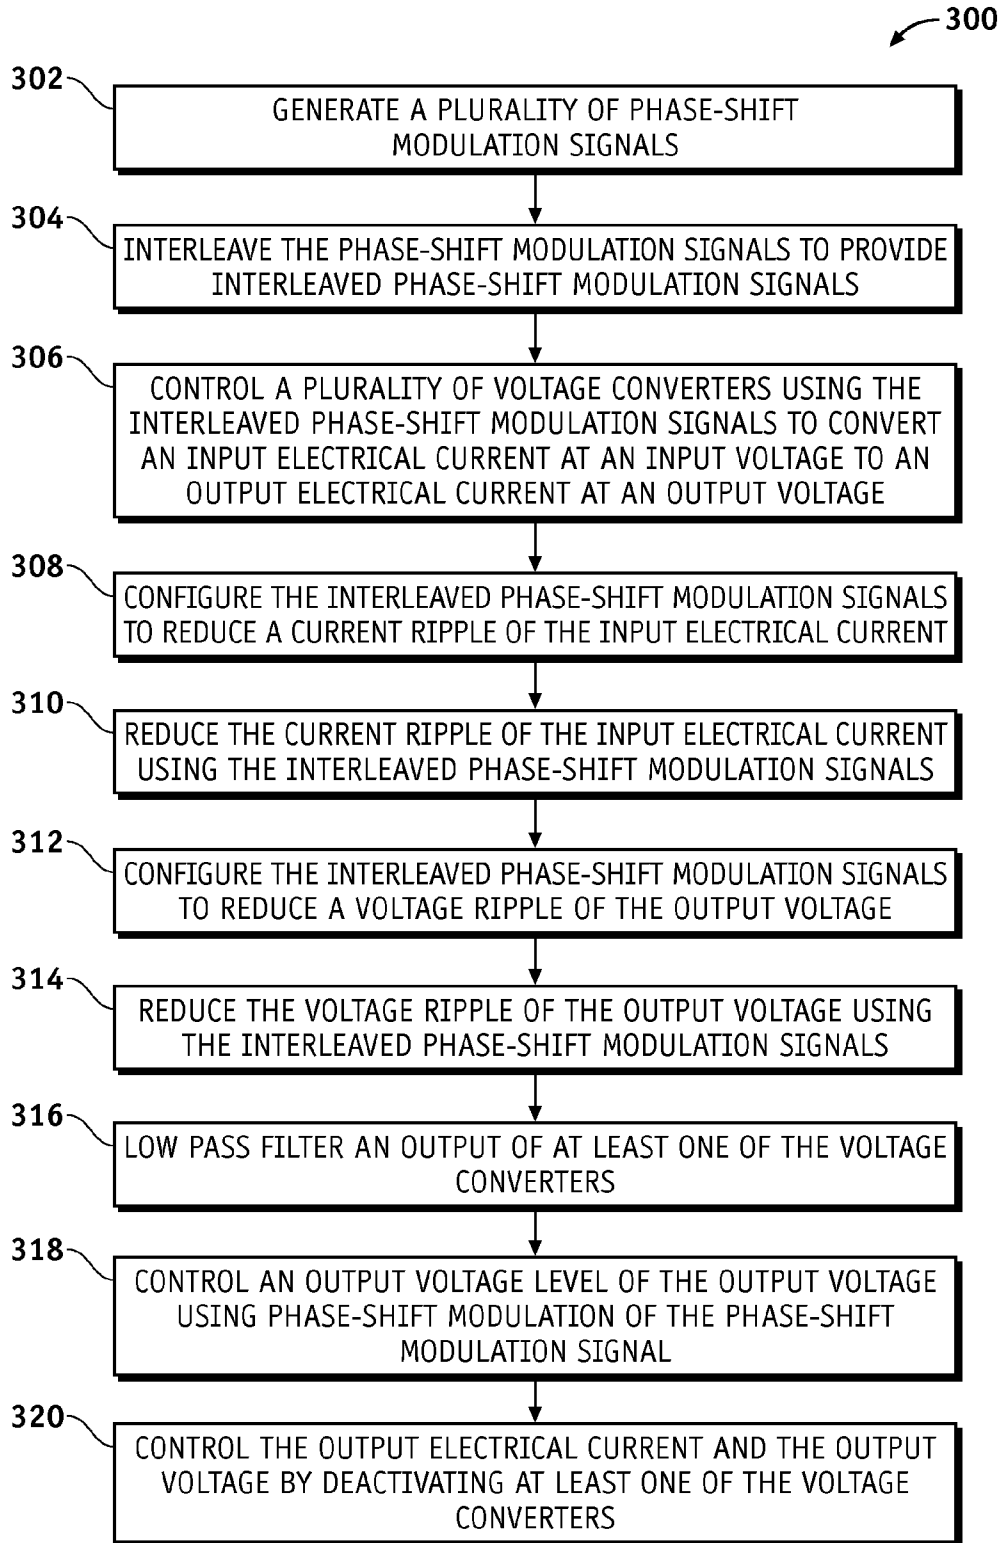 300
302
GENERATE A PLURALITY OF PHASE-SHIFT
MODULATION SIGNALS
304
INTERLEAVE THE PHASE-SHIFT MODULATION SIGNALS TO PROVIDE
INTERLEAVED PHASE-SHIFT MODULATION SIGNALS
306
CONTROL A PLURALITY OF VOLTAGE CONVERTERS USING THE
INTERLEAVED PHASE-SHIFT MODULATION SIGNALS TO CONVERT
AN INPUT ELECTRICAL CURRENT AT AN INPUT VOLTAGE TO AN
OUTPUT ELECTRICAL CURRENT AT AN OUTPUT VOLTAGE
308
CONFIGURE THE INTERLEAVED PHASE-SHIFT MODULATION SIGNALS
TO REDUCE A CURRENT RIPPLE OF THE INPUT ELECTRICAL CURRENT
310
REDUCE THE CURRENT RIPPLE OF THE INPUT ELECTRICAL CURRENT
USING THE INTERLEAVED PHASE-SHIFT MODULATION SIGNALS
312
CONFIGURE THE INTERLEAVED PHASE-SHIFT MODULATION SIGNALS
TO REDUCE A VOLTAGE RIPPLE OF THE OUTPUT VOLTAGE
314
REDUCE THE VOLTAGE RIPPLE OF THE OUTPUT VOLTAGE USING
THE INTERLEAVED PHASE-SHIFT MODULATION SIGNALS
316
LOW PASS FILTER AN OUTPUT OF AT LEAST ONE OF THE VOLTAGE
CONVERTERS
318
CONTROL AN OUTPUT VOLTAGE LEVEL OF THE OUTPUT VOLTAGE
USING PHASE-SHIFT MODULATION OF THE PHASE-SHIFT
MODULATION SIGNAL
320
CONTROL THE OUTPUT ELECTRICAL CURRENT AND THE OUTPUT
VOLTAGE BY DEACTIVATING AT LEAST ONE OF THE VOLTAGE
CONVERTERS